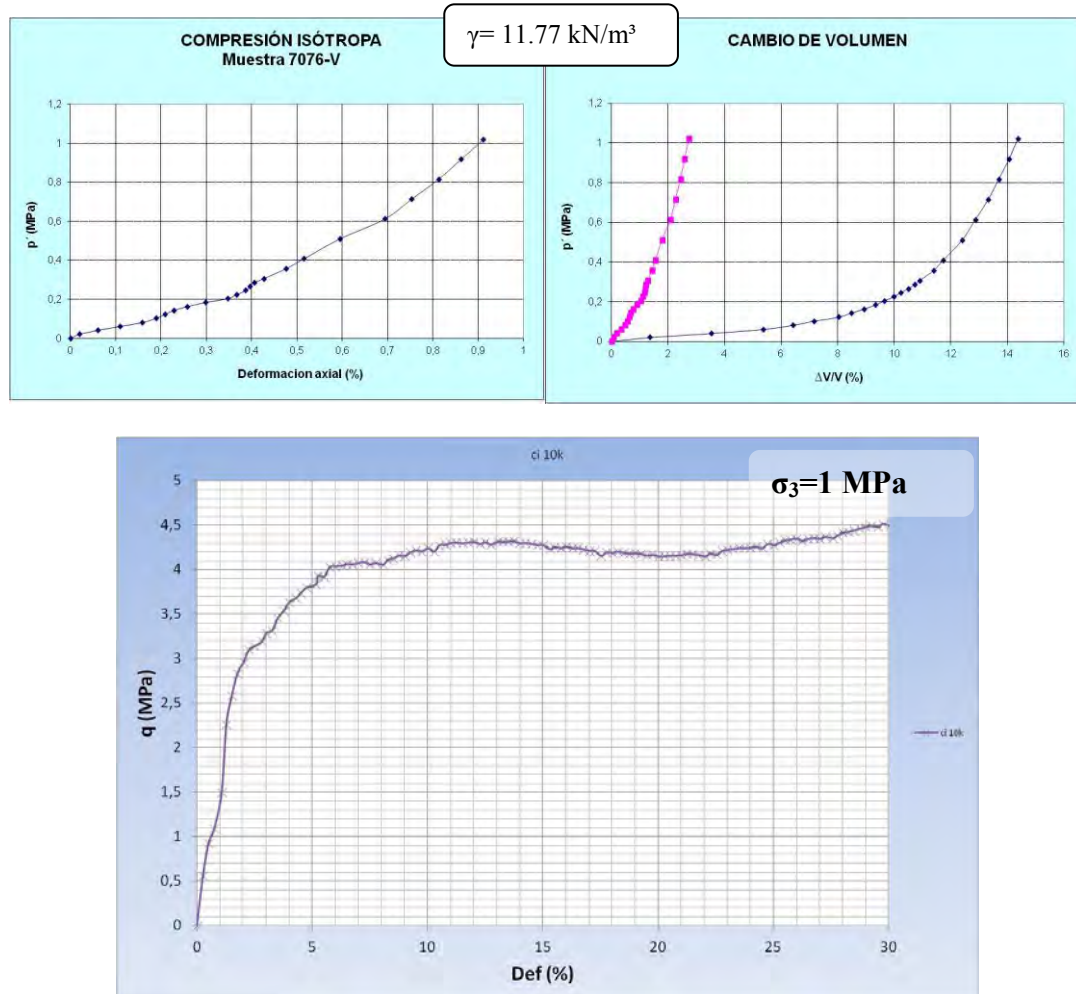 γ= 11.77 kN/m³
COMPRESIÓN ISÓTROPA
Muestra 7076-V
1,2
1
0,8
0,6
0,4
0,2
0
p´ (MPa)
0 0,1 0,2 0,3 0,4 0,5 0,6 0,7 0,8 0,9 1
Deformacion axial (%)
CAMBIO DE VOLUMEN
1,2
1
0,8
0,6
0,4
0,2
0
p´ (MPa)
0 2 4 6 8 10 12 14 16
ΔV/V (%)
ci 10k
σ₃=1 MPa
5
4,5
4
3,5
3
2,5
2
1,5
1
0,5
0
q (MPa)
0 5 10 15 20 25 30
Def (%)
ci 10k